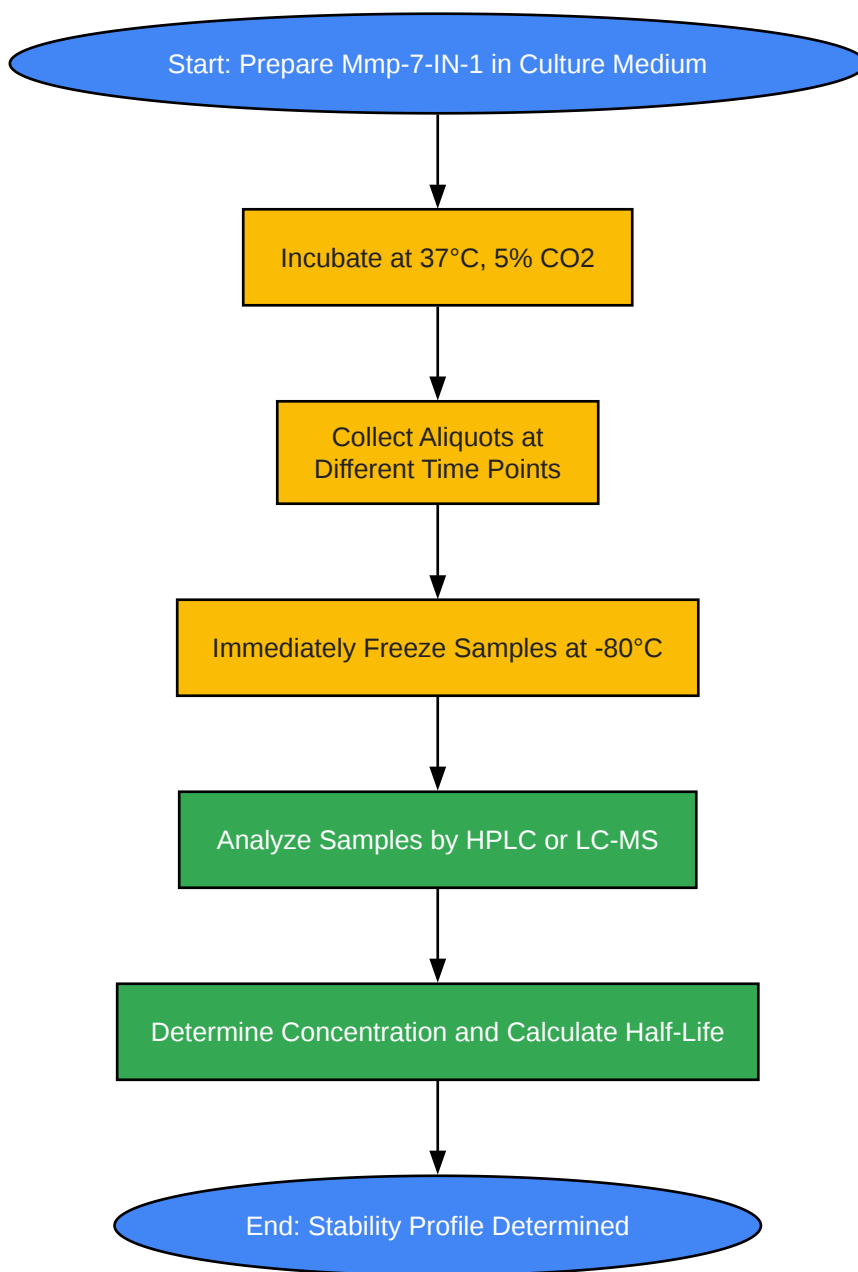 Start: Prepare Mmp-7-IN-1 in Culture Medium
Incubate at 37°C, 5% CO2
Collect Aliquots at
Different Time Points
Immediately Freeze Samples at -80°C
Analyze Samples by HPLC or LC-MS
Determine Concentration and Calculate Half-Life
End: Stability Profile Determined